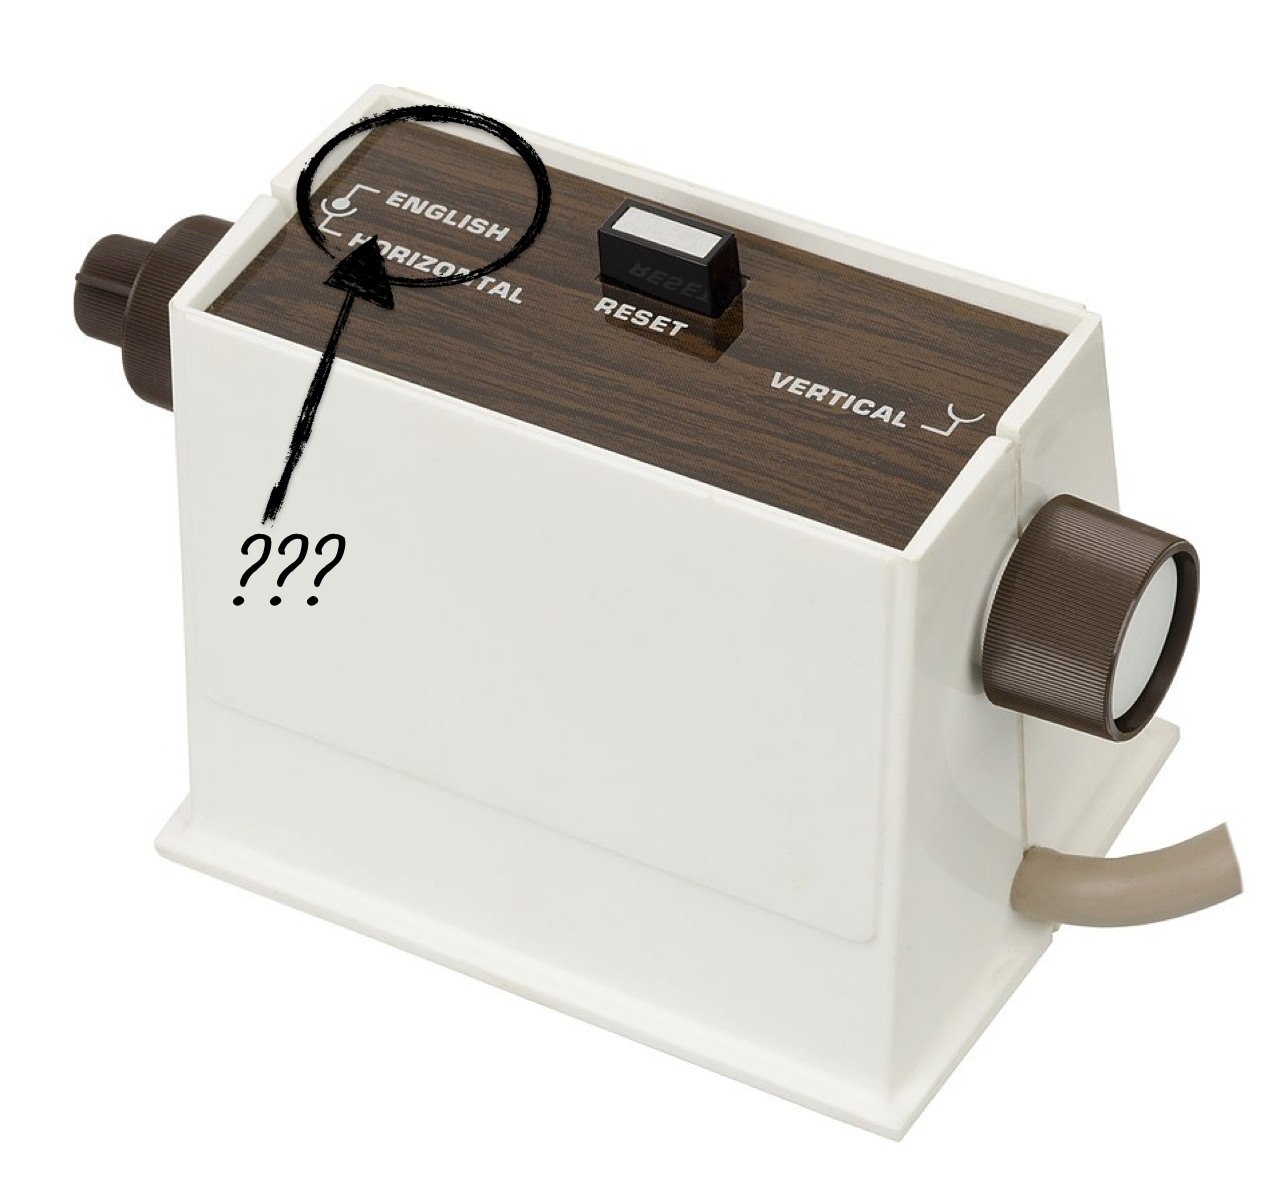 ENGLISH
HORIZONTAL
RESET
VERTICAL
???